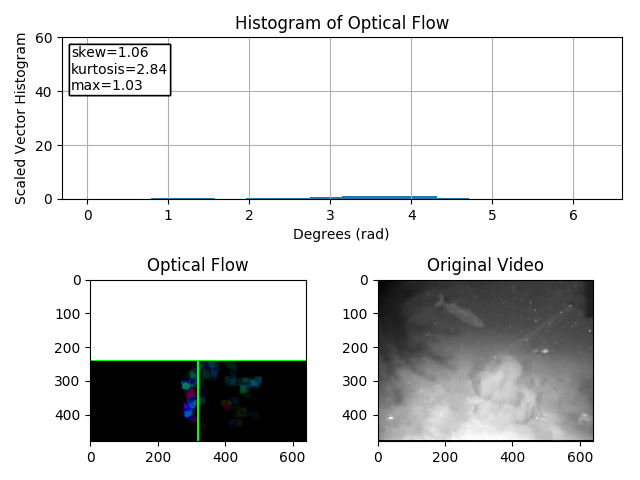 Histogram of Optical Flow
Scaled Vector Histogram
60
40
20
0
skew=1.06
kurtosis=2.84
max=1.03
0 1 2 3 4 5 6
Degrees (rad)
Optical Flow
0
100
200
300
400
0 200 400 600
Original Video
0
100
200
300
400
0 200 400 600